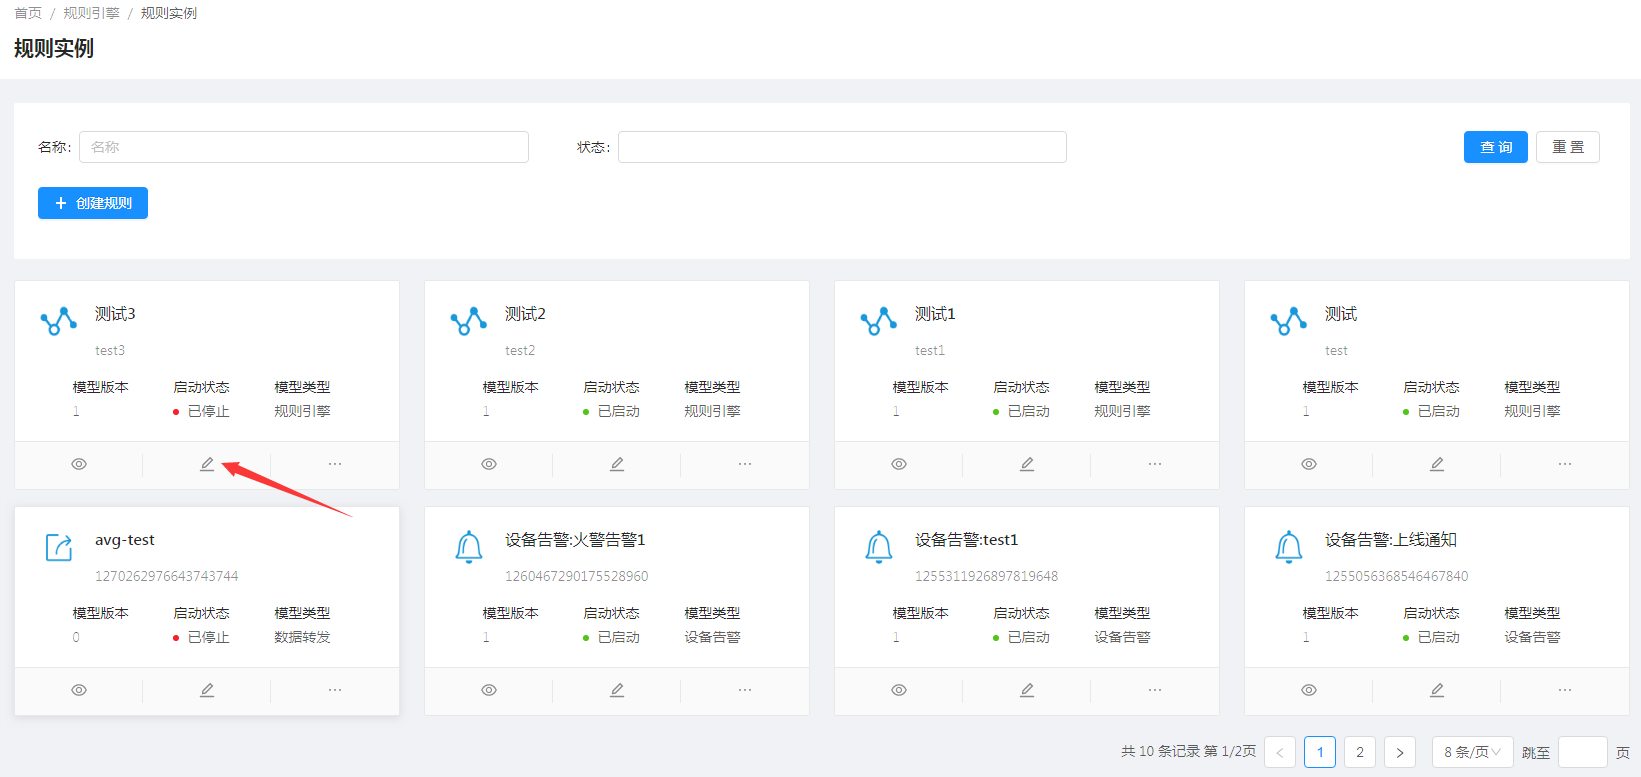 首页 / 规则引擎 / 规则实例
规则实例
名称: 名称 状态: 查 询 重 置
+ 创建规则
测试3
test3
模型版本 启动状态 模型类型
1 已停止 规则引擎
测试2
test2
模型版本 启动状态 模型类型
1 已启动 规则引擎
测试1
test1
模型版本 启动状态 模型类型
1 已启动 规则引擎
测试
test
模型版本 启动状态 模型类型
1 已启动 规则引擎
avg-test
1270262976643743744
模型版本 启动状态 模型类型
0 已停止 数据转发
设备告警:火警告警1
1260467290175528960
模型版本 启动状态 模型类型
1 已启动 设备告警
设备告警:test1
1255311926897819648
模型版本 启动状态 模型类型
1 已启动 设备告警
设备告警:上线通知
1255056368546467840
模型版本 启动状态 模型类型
1 已启动 设备告警
共 10 条记录 第 1/2页 < 1 2 > 8 条/页 跳至 页